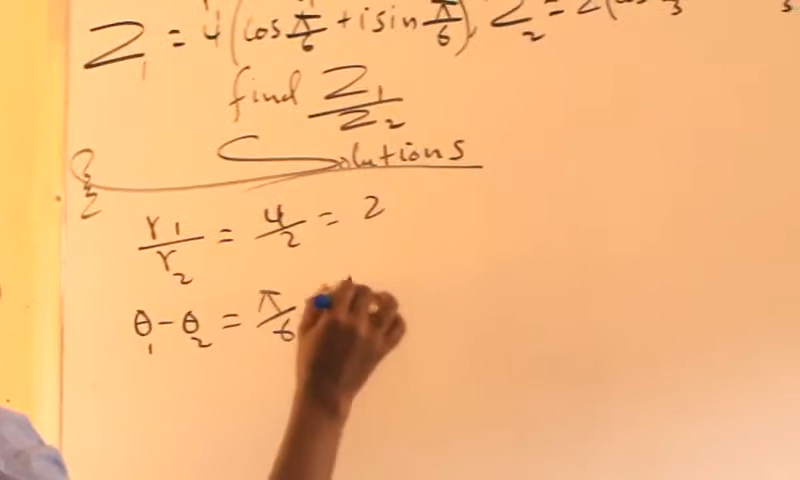 Z₁ = 4(cos π/6 + i sin π/6), Z₂ = 2(cos
find Z₁/Z₂
Solutions
r₁/r₂ = 4/2 = 2
θ₁ - θ₂ = π/6